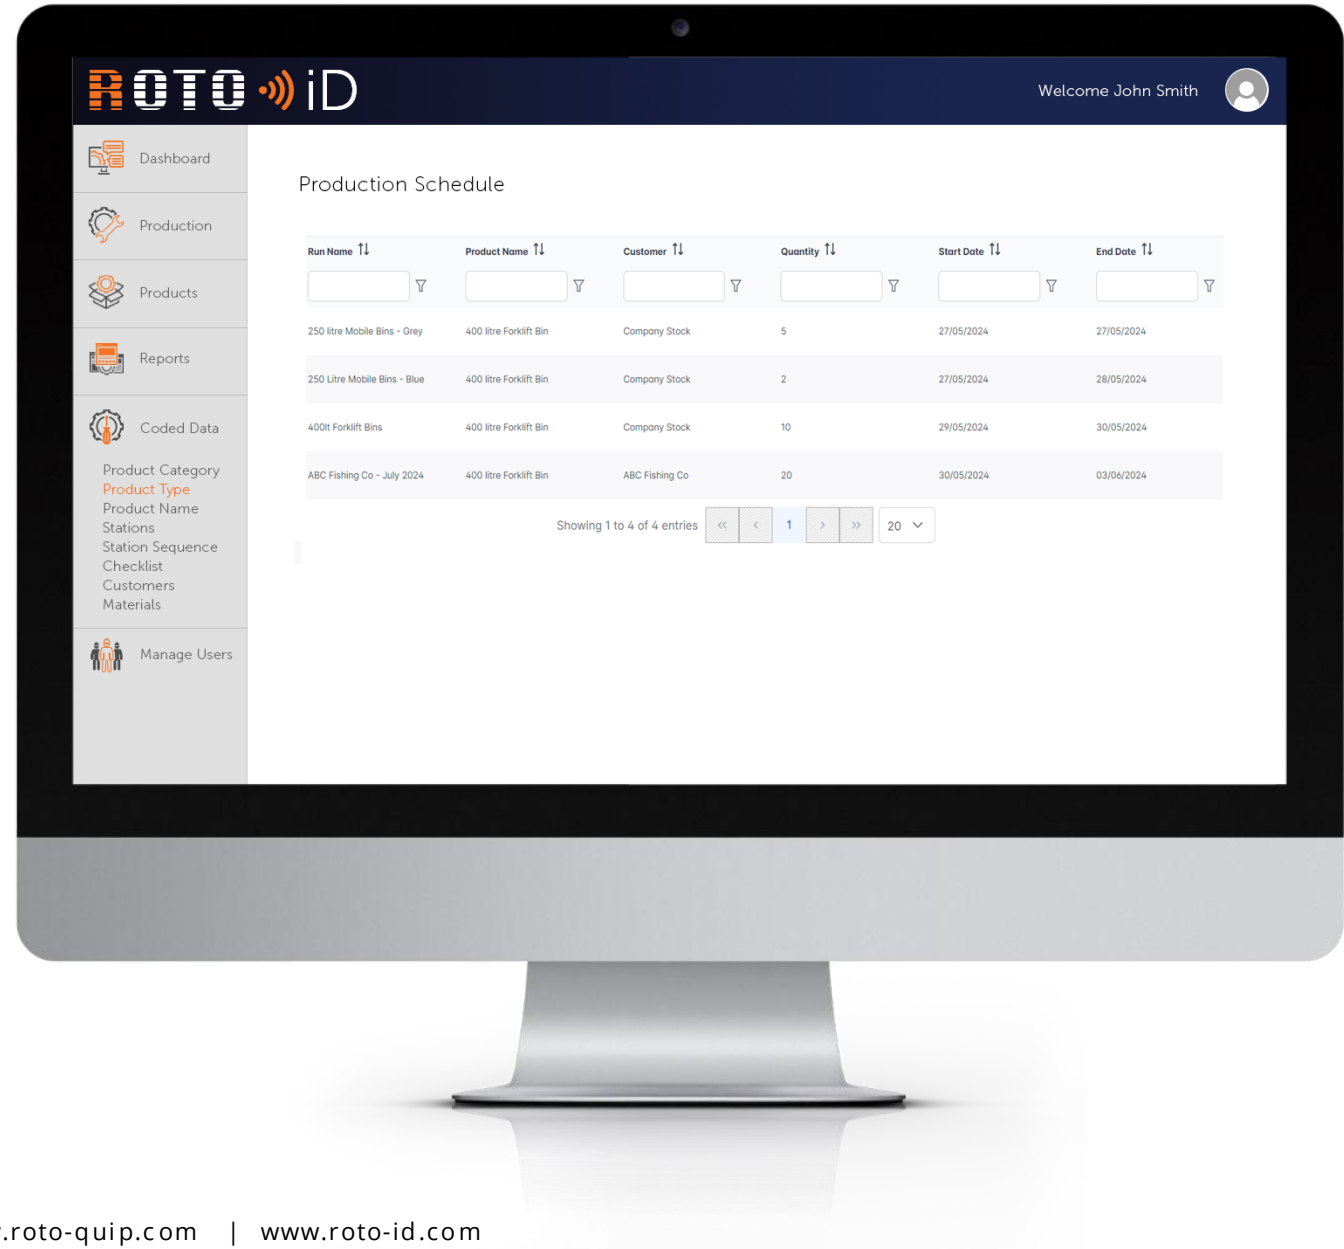 ROTO iD
Welcome John Smith
Dashboard
Production
Products
Reports
Coded Data
Product Category
Product Type
Product Name
Stations
Station Sequence
Checklist
Customers
Materials
Manage Users
Production Schedule
Run Name Product Name Customer Quantity Start Date End Date
250 litre Mobile Bins - Grey 400 litre Forklift Bin Company Stock 5 27/05/2024 27/05/2024
250 Litre Mobile Bins - Blue 400 litre Forklift Bin Company Stock 2 27/05/2024 28/05/2024
400lt Forklift Bins 400 litre Forklift Bin Company Stock 10 29/05/2024 30/05/2024
ABC Fishing Co - July 2024 400 litre Forklift Bin ABC Fishing Co 20 30/05/2024 03/06/2024
Showing 1 to 4 of 4 entries << < 1 > >> 20
.roto-quip.com | www.roto-id.com